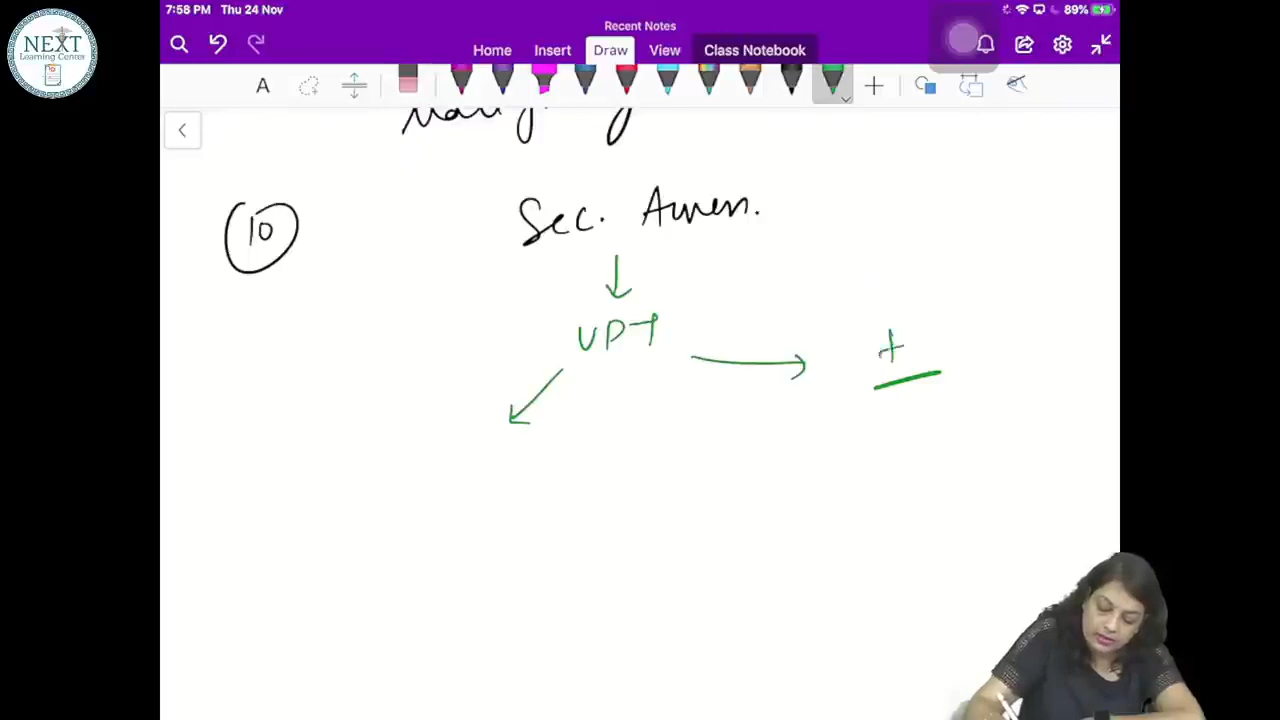 7:58 PM Thu 24 Nov
89%
Recent Notes
NEXT
Learning Center
Home Insert Draw View Class Notebook
A
10
Sec. Amen.
UPT
+